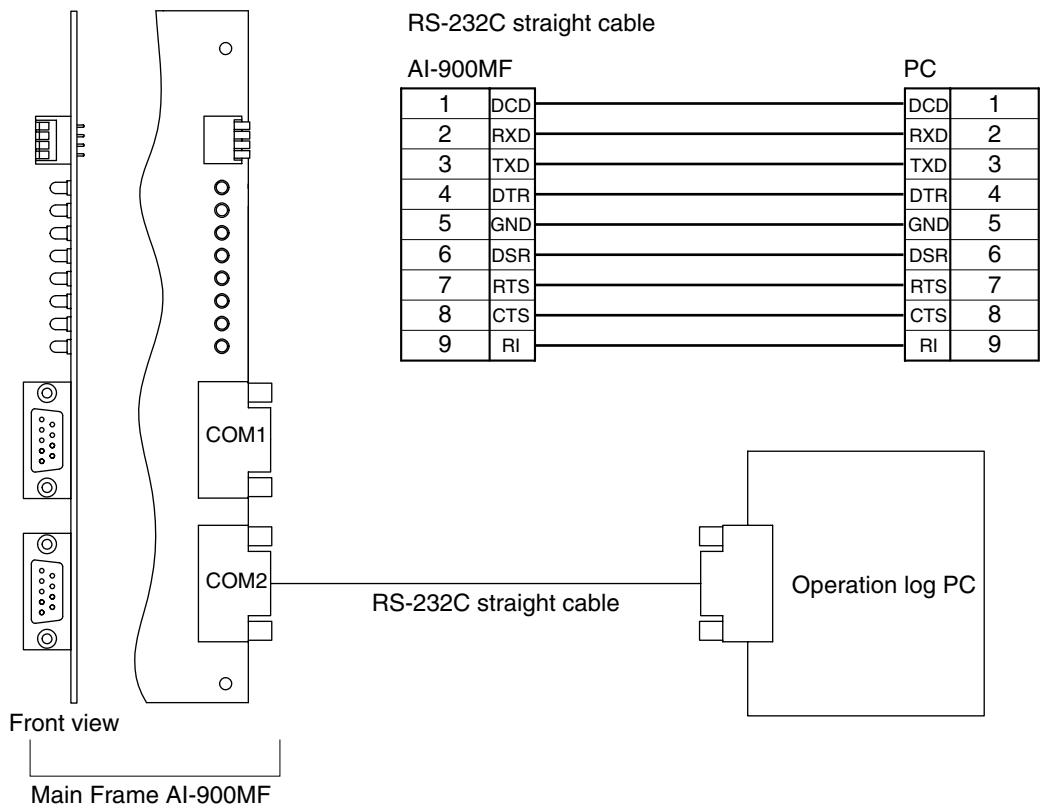 RS-232C straight cable
AI-900MF PC
1 DCD DCD 1
2 RXD RXD 2
3 TXD TXD 3
4 DTR DTR 4
5 GND GND 5
6 DSR DSR 6
7 RTS RTS 7
8 CTS CTS 8
9 RI RI 9
COM1
COM2
RS-232C straight cable
Operation log PC
Front view
Main Frame AI-900MF